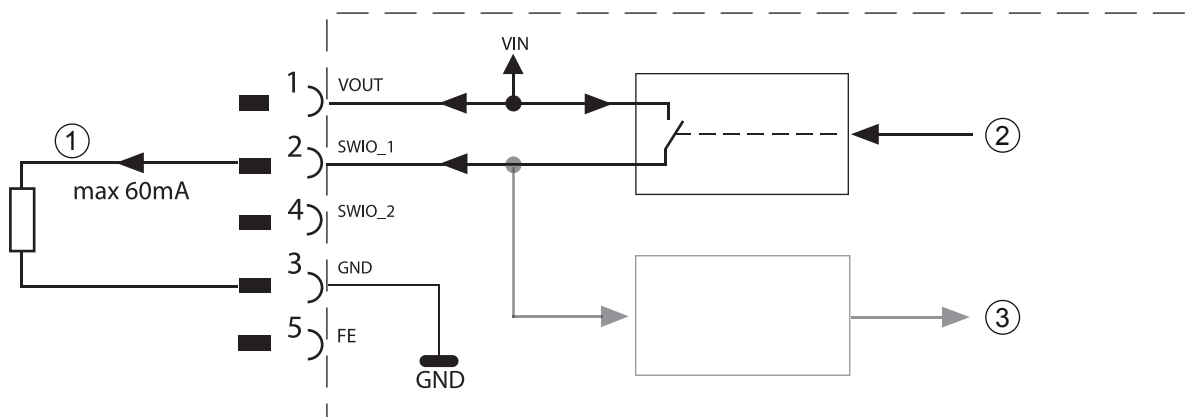 VIN
1 VOUT
① 2 SWIO_1 ②
max 60mA
4 SWIO_2
3 GND
③
5 FE
GND